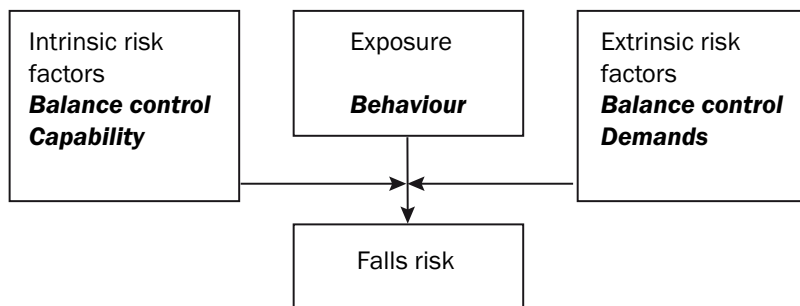 Intrinsic risk
factors
Balance control
Capability
Exposure
Behaviour
Extrinsic risk
factors
Balance control
Demands
Falls risk